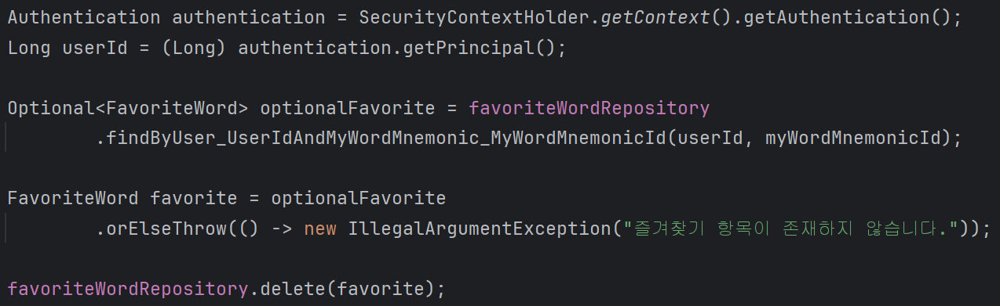 Authentication authentication = SecurityContextHolder.getContext().getAuthentication();
Long userId = (Long) authentication.getPrincipal();
Optional<FavoriteWord> optionalFavorite = favoriteWordRepository
.findByUser_UserIdAndMyWordMnemonic_MyWordMnemonicId(userId, myWordMnemonicId);
FavoriteWord favorite = optionalFavorite
.orElseThrow(() -> new IllegalArgumentException("즐겨찾기 항목이 존재하지 않습니다."));
favoriteWordRepository.delete(favorite);